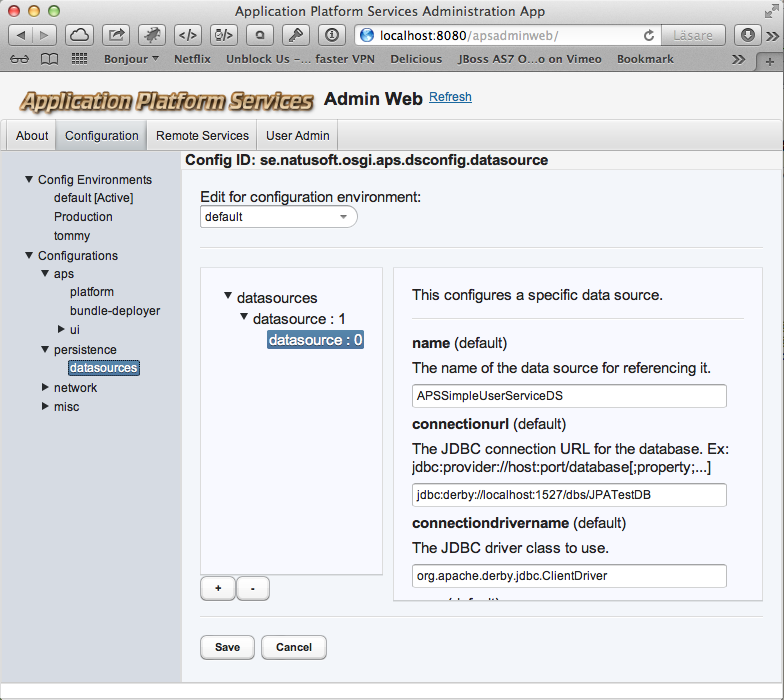 Application Platform Services Administration App
localhost:8080/apsadminweb/
Läsare
Bonjour
Netflix
Unblock Us –... faster VPN
Delicious
JBoss AS7 O...o on Vimeo
Bookmark
Application Platform Services Admin Web Refresh
About
Configuration
Remote Services
User Admin
Config ID: se.natusoft.osgi.aps.dsconfig.datasource
Config Environments
default [Active]
Production
tommy
Configurations
aps
platform
bundle-deployer
ui
persistence
datasources
network
misc
Edit for configuration environment:
default
datasources
datasource : 1
datasource : 0
+
-
This configures a specific data source.
name (default)
The name of the data source for referencing it.
APSSimpleUserServiceDS
connectionurl (default)
The JDBC connection URL for the database. Ex:
jdbc:provider://host:port/database[;property;...]
jdbc:derby://localhost:1527/dbs/JPATestDB
connectiondrivername (default)
The JDBC driver class to use.
org.apache.derby.jdbc.ClientDriver
Save
Cancel